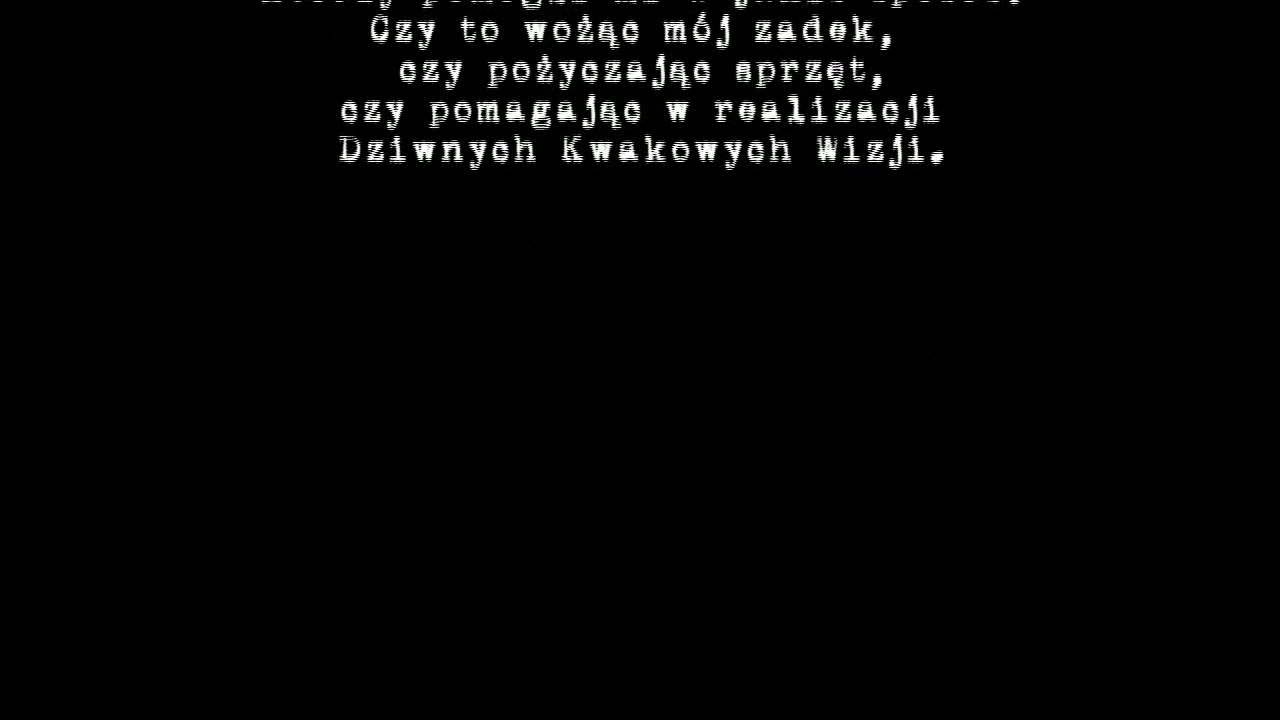 Czy to wożąc mój zadek,
czy pożyczając sprzęt,
czy pomagając w realizacji
Dziwnych Kwakowych Wizji.